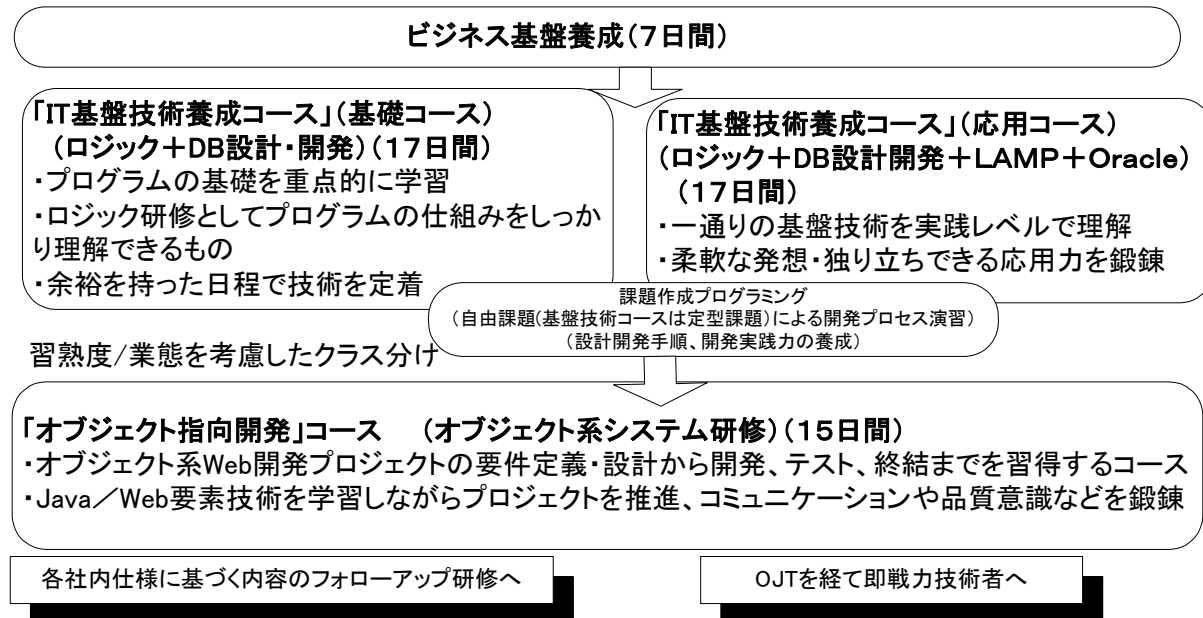 ビジネス基盤養成(7日間)
「IT基盤技術養成コース」(基礎コース)
(ロジック+DB設計・開発)(17日間)
・プログラムの基礎を重点的に学習
・ロジック研修としてプログラムの仕組みをしっか
り理解できるもの
・余裕を持った日程で技術を定着
「IT基盤技術養成コース」(応用コース)
(ロジック+DB設計開発+LAMP+Oracle)
(17日間)
・一通りの基盤技術を実践レベルで理解
・柔軟な発想・独り立ちできる応用力を鍛錬
課題作成プログラミング
(自由課題(基盤技術コースは定型課題)による開発プロセス演習)
(設計開発手順、開発実践力の養成)
習熟度/業態を考慮したクラス分け
「オブジェクト指向開発」コース (オブジェクト系システム研修)(15日間)
・オブジェクト系Web開発プロジェクトの要件定義・設計から開発、テスト、終結までを習得するコース
・Java/Web要素技術を学習しながらプロジェクトを推進、コミュニケーションや品質意識などを鍛錬
各社内仕様に基づく内容のフォローアップ研修へ
OJTを経て即戦力技術者へ